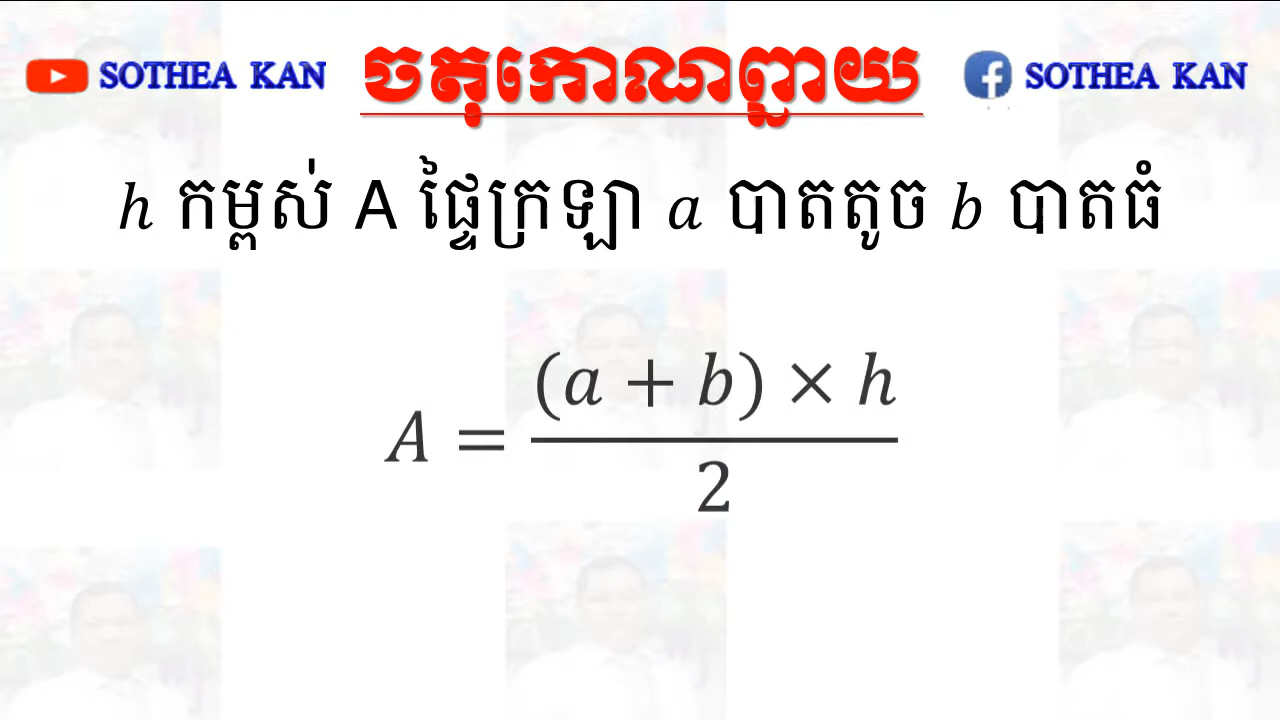 SOTHEA KAN ចតុកោណព្នាយ SOTHEA KAN
h កម្ពស់ A ផ្ទៃក្រឡា a បាតតូច b បាតធំ
A = \frac{(a + b) × h}{2}